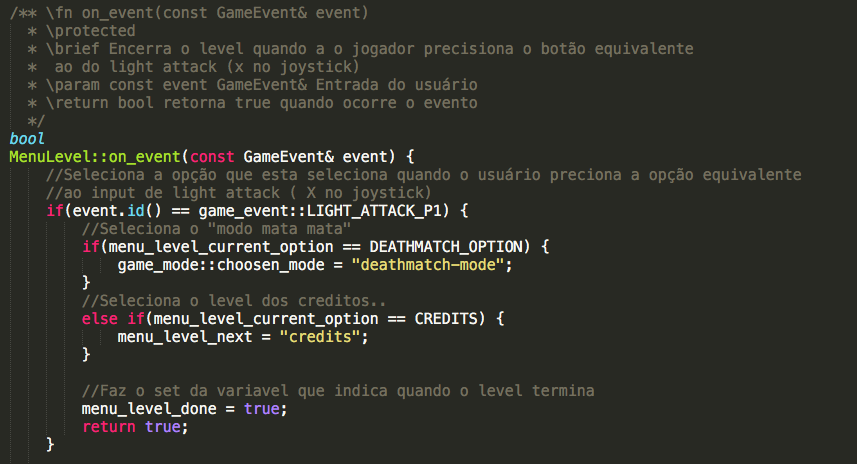 /** \fn on_event(const GameEvent** event)
* \protected
* \brief Encerra o level quando a o jogador precisiona o botão equivalente
* ao do light attack (x no joystick)
* \param const event GameEvent& Entrada do usuário
* \return bool retorna true quando ocorre o evento
*/
bool
MenuLevel::on_event(const GameEvent& event) {
//Seleciona a opção que esta seleciona quando o usuário preciona a opção equivalente
//ao input de light attack ( X no joystick)
if(event.id() == game_event::LIGHT_ATTACK_P1) {
//Seleciona o "modo mata mata"
if(menu_level_current_option == DEATHMATCH_OPTION) {
game_mode::choosen_mode = "deathmatch-mode";
}
//Seleciona o level dos creditos..
else if(menu_level_current_option == CREDITS) {
menu_level_next = "credits";
}
//Faz o set da variavel que indica quando o level termina
menu_level_done = true;
return true;
}